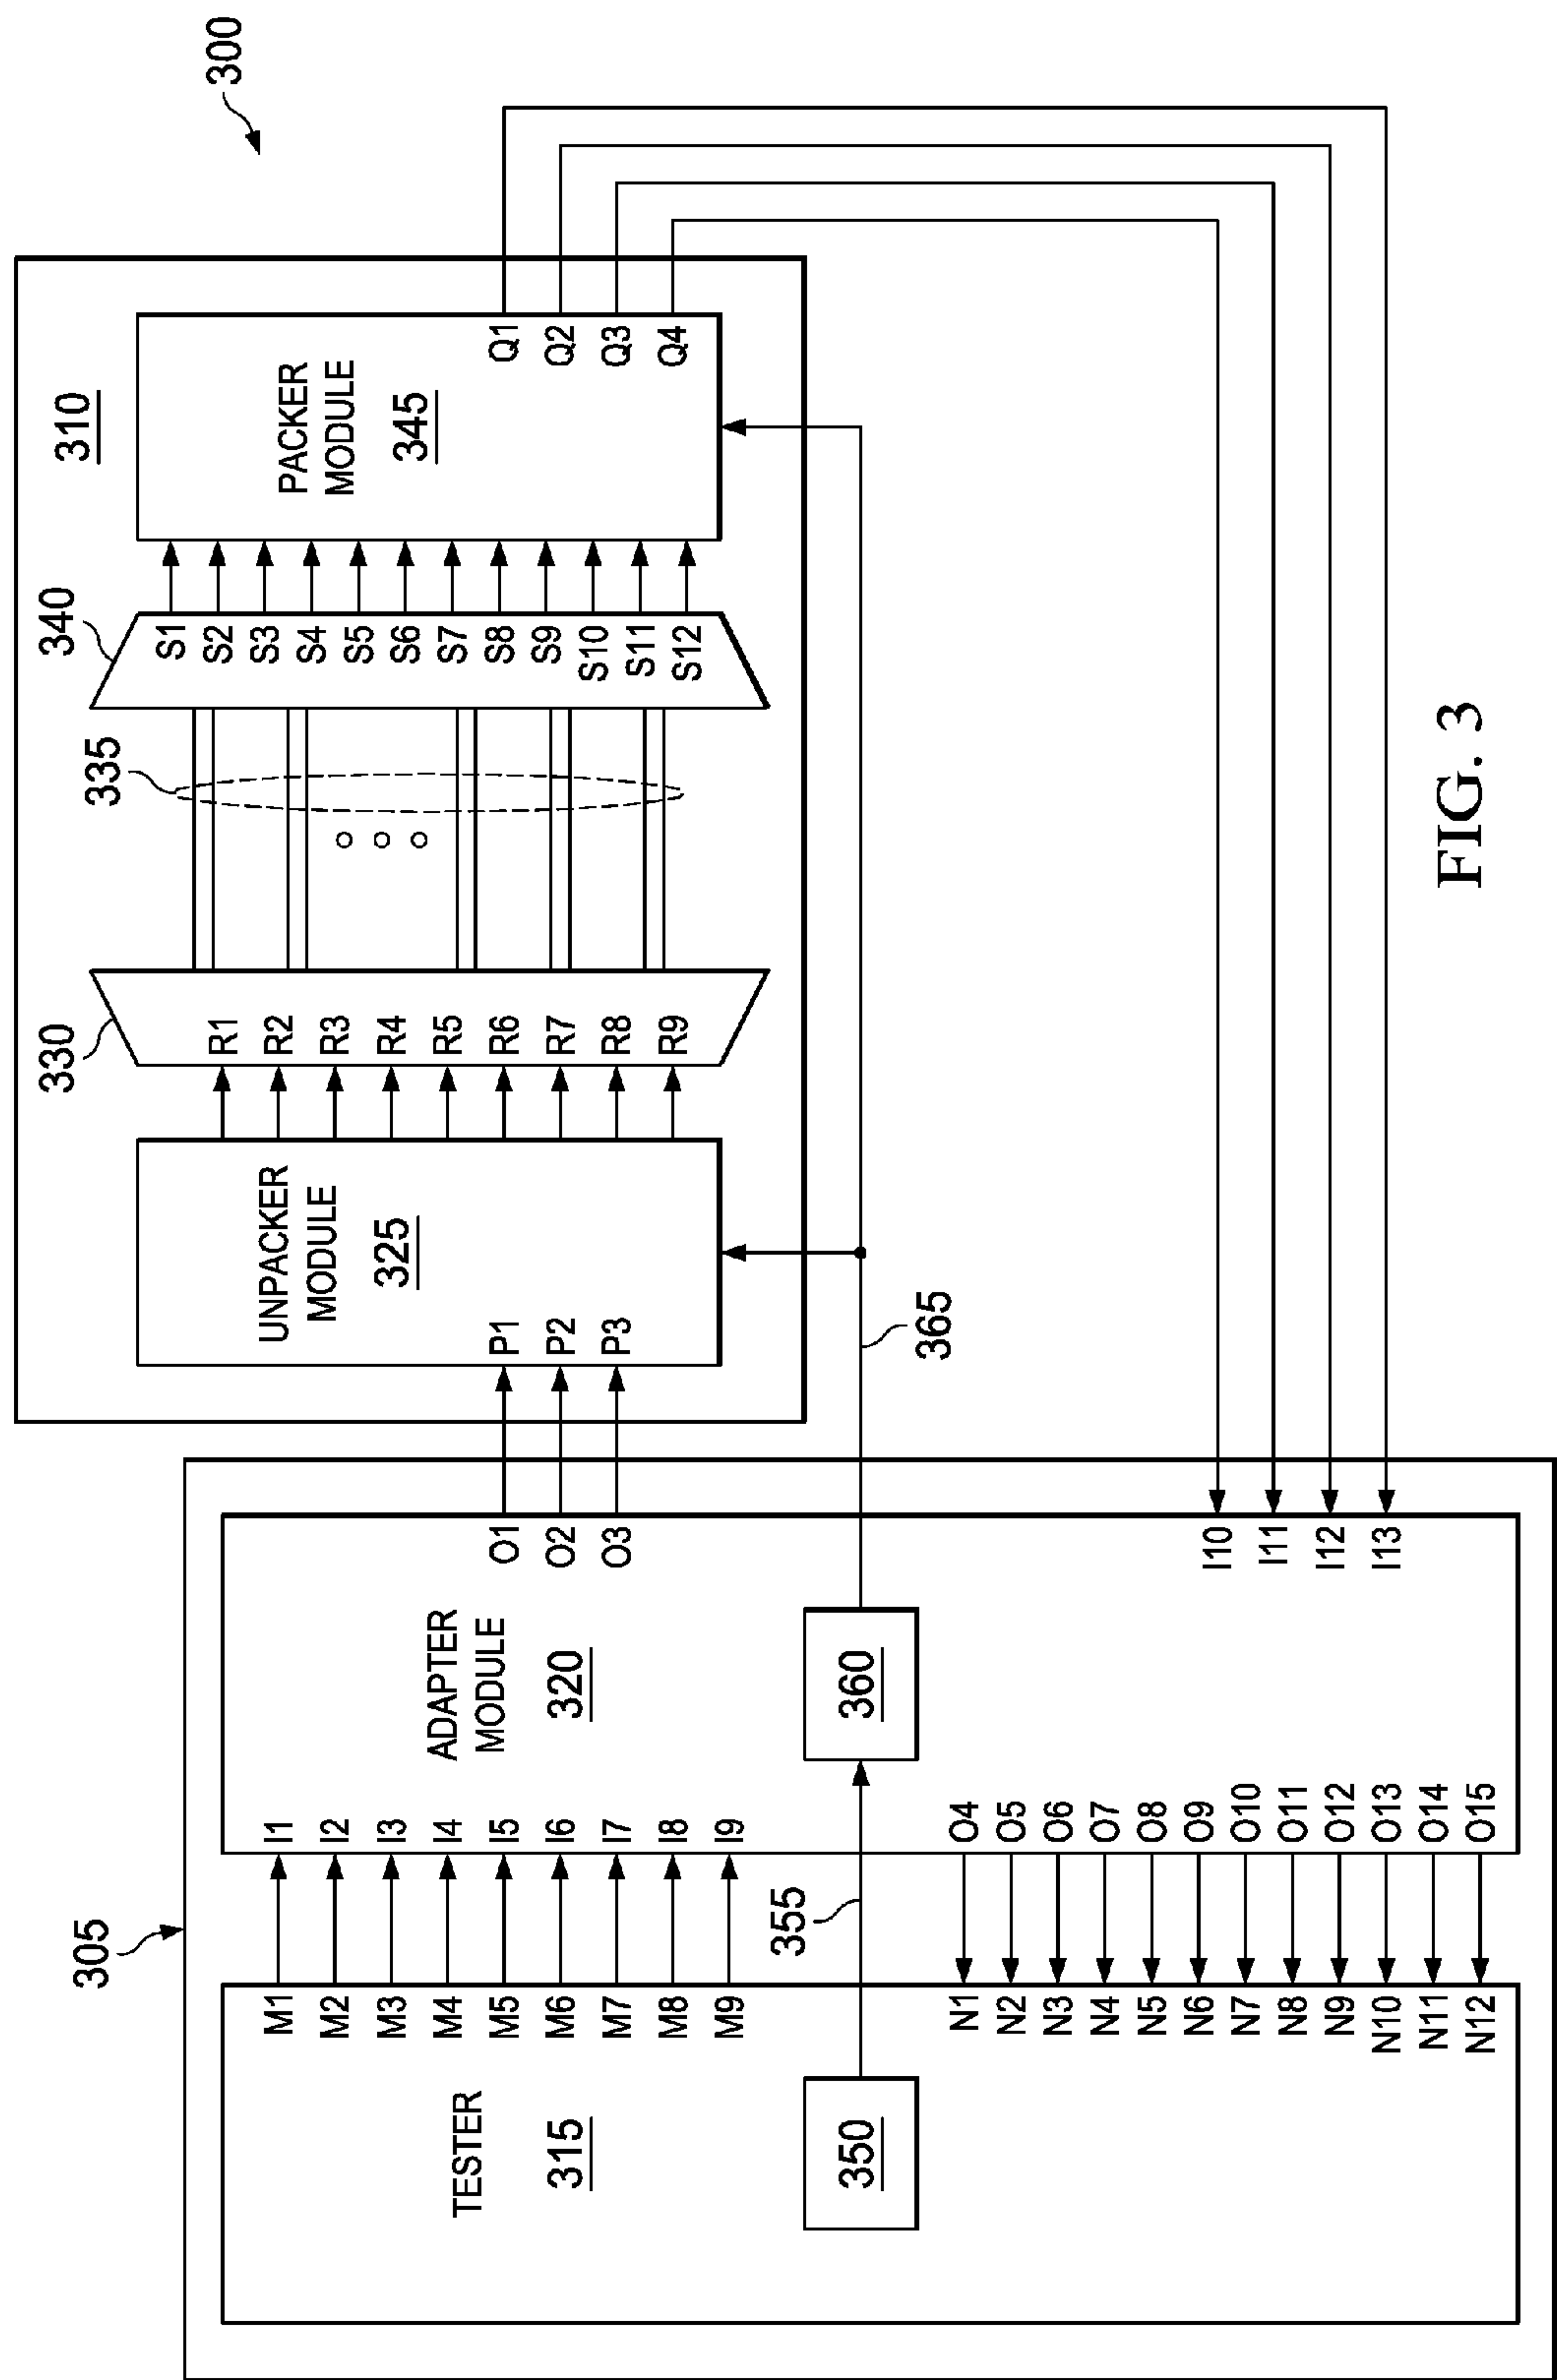 300
305
TESTER
315
350
M1
M2
M3
M4
M5
M6
M7
M8
M9
355
N1
N2
N3
N4
N5
N6
N7
N8
N9
N10
N11
N12
I1
I2
I3
I4
I5
I6
I7
I8
I9
O4
O5
O6
O7
O8
O9
O10
O11
O12
O13
O14
O15
ADAPTER
MODULE
320
360
O1
O2
O3
I10
I11
I12
I13
365
310
UNPACKER
MODULE
325
P1
P2
P3
330
R1
R2
R3
R4
R5
R6
R7
R8
R9
335
340
S1
S2
S3
S4
S5
S6
S7
S8
S9
S10
S11
S12
PACKER
MODULE
345
Q1
Q2
Q3
Q4
FIG. 3